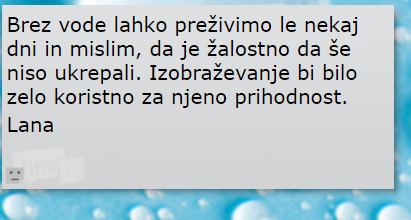 Brez vode lahko preživimo le nekaj
dni in mislim, da je žalostno da še
niso ukrepali. Izobraževanje bi bilo
zelo koristno za njeno prihodnost.
Lana